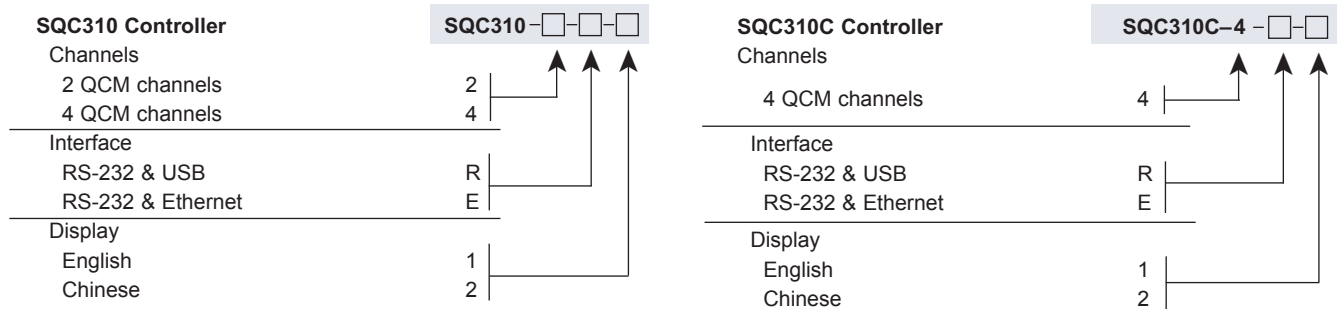 SQC310 Controller SQC310-□-□-□
Channels
2 QCM channels 2
4 QCM channels 4
Interface
RS-232 & USB R
RS-232 & Ethernet E
Display
English 1
Chinese 2
SQC310C Controller SQC310C–4 -□-□
Channels
4 QCM channels 4
Interface
RS-232 & USB R
RS-232 & Ethernet E
Display
English 1
Chinese 2